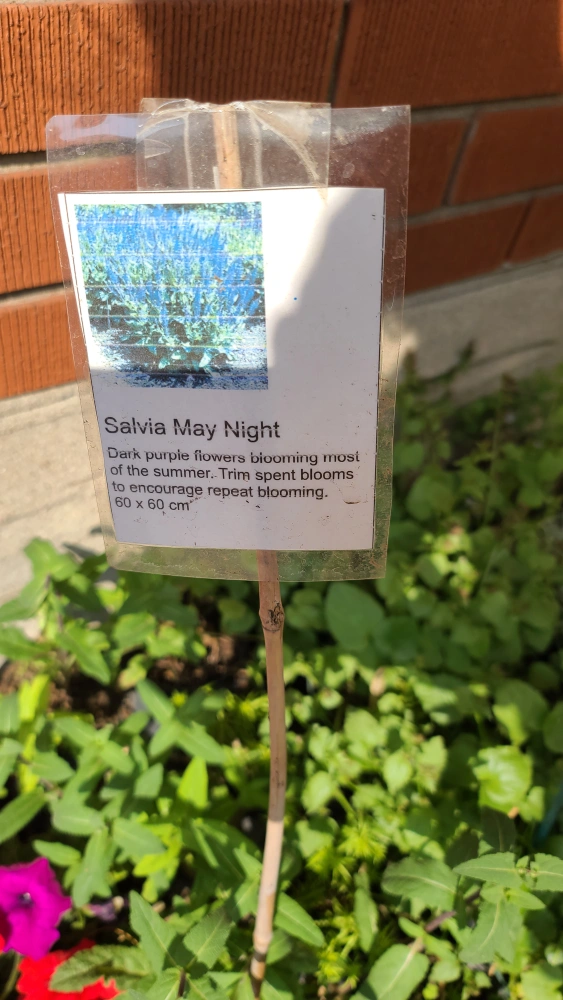 Salvia May Night
Dark purple flowers blooming most
of the summer. Trim spent blooms
to encourage repeat blooming.
60 x 60 cm